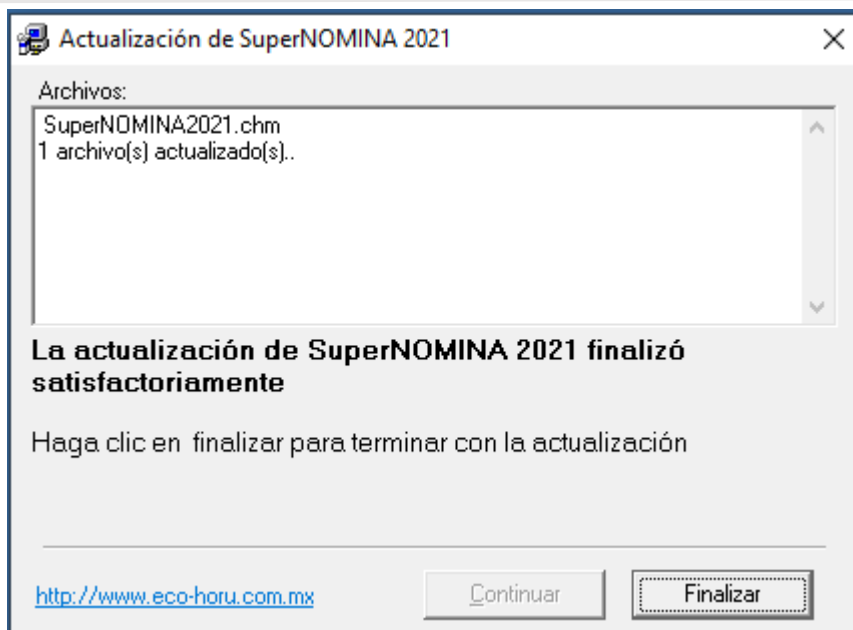 Actualización de SuperNOMINA 2021
Archivos:
SuperNOMINA2021.chm
1 archivo(s) actualizado(s)..
La actualización de SuperNOMINA 2021 finalizó
satisfactoriamente
Haga clic en finalizar para terminar con la actualización
http://www.eco-horu.com.mx
Continuar
Finalizar